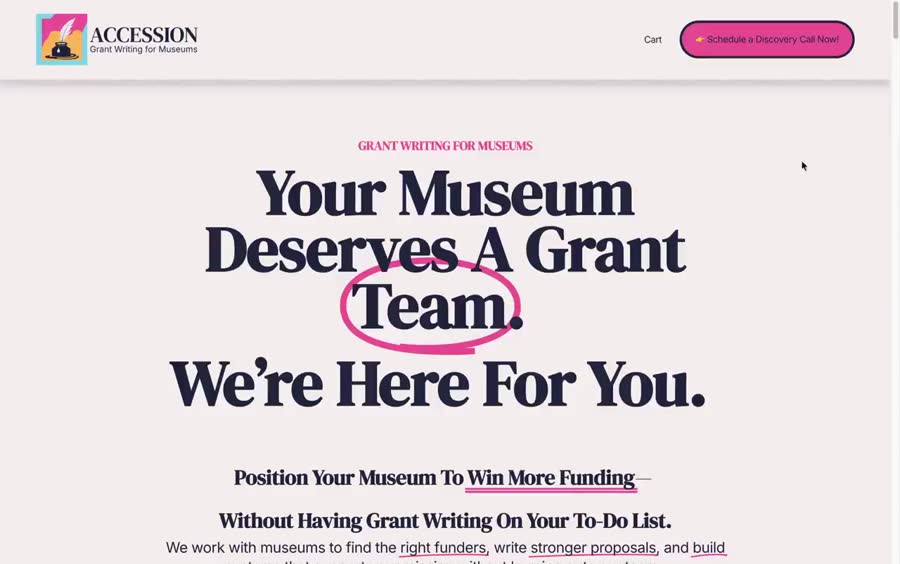 ACCESSION
Grant Writing for Museums
Cart
👉 Schedule a Discovery Call Now!
GRANT WRITING FOR MUSEUMS
Your Museum
Deserves A Grant
Team.
We're Here For You.
Position Your Museum To Win More Funding—
Without Having Grant Writing On Your To-Do List.
We work with museums to find the right funders, write stronger proposals, and build